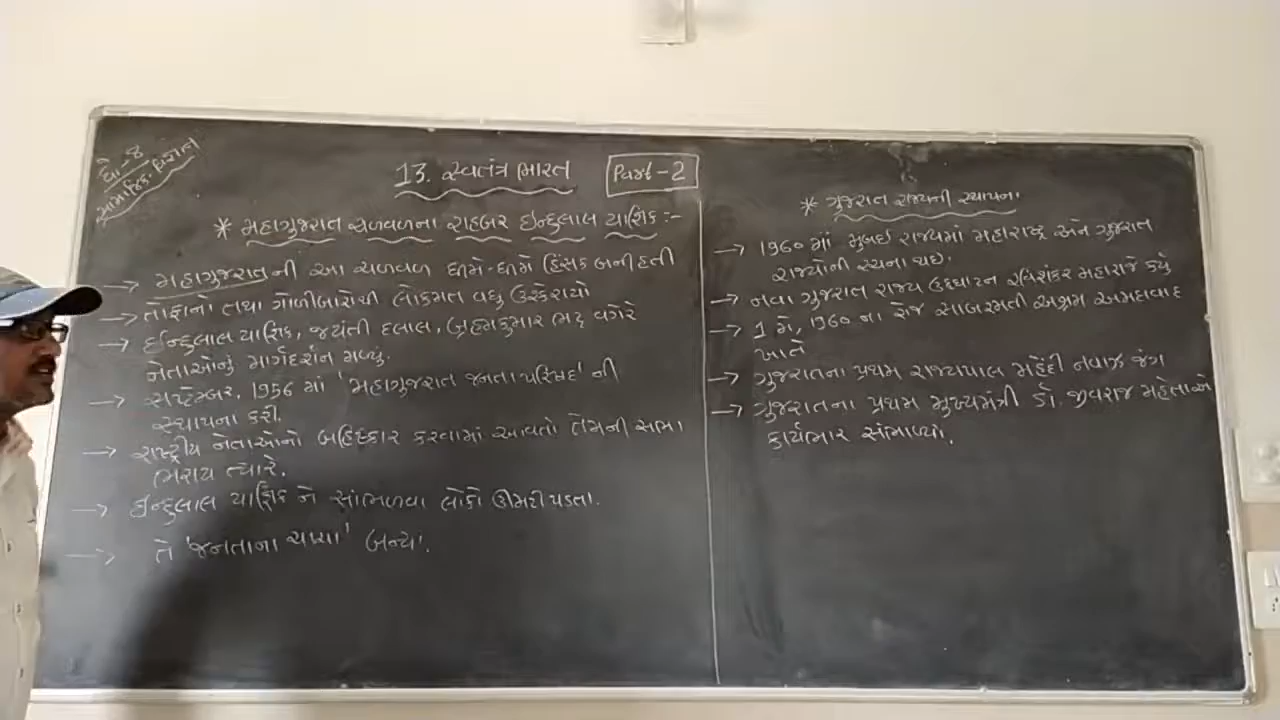 ધો-8
સામાજિક વિજ્ઞાન
13. સ્વતંત્ર ભારત
Part-2
* મહાગુજરાત ચળવળના રાહબર ઇન્દુલાલ યાજ્ઞિક :-
→ મહાગુજરાતની આ ચળવળ ધીમે-ધીમે હિંસક બની હતી
→ તોફાનો તથા ગોળીબારોથી લોકમત વધુ ઉશ્કેરાયો
→ ઇન્દુલાલ યાજ્ઞિક, જયંતી દલાલ, બ્રહ્મકુમાર ભટ્ટ વગેરે
નેતાઓનું માર્ગદર્શન મળ્યું.
→ સપ્ટેમ્બર, 1956 માં 'મહાગુજરાત જનતા પરિષદ' ની
સ્થાપના કરી.
→ રાષ્ટ્રીય નેતાઓનો બહિષ્કાર કરવામાં આવતો તેમની સભા
ભરાય ત્યારે.
→ ઇન્દુલાલ યાજ્ઞિક ને સાંભળવા લોકો ઊમટી પડતા.
→ તે 'જનતાના ચાચા' બન્યા.
* ગુજરાત રાજ્યની સ્થાપના
→ 1960 માં મુંબઈ રાજ્યમાં મહારાષ્ટ્ર અને ગુજરાત
રાજ્યોની રચના થઇ.
→ નવા ગુજરાત રાજ્ય ઉદઘાટન રવિશંકર મહારાજે કર્યું
→ 1 મે, 1960 ના રોજ સાબરમતી આશ્રમ અમદાવાદ
ખાતે
→ ગુજરાતના પ્રથમ રાજ્યપાલ મહેંદી નવાઝ જંગ
→ ગુજરાતના પ્રથમ મુખ્યમંત્રી ડૉ. જીવરાજ મહેતાએ
કાર્યભાર સંભાળ્યો.